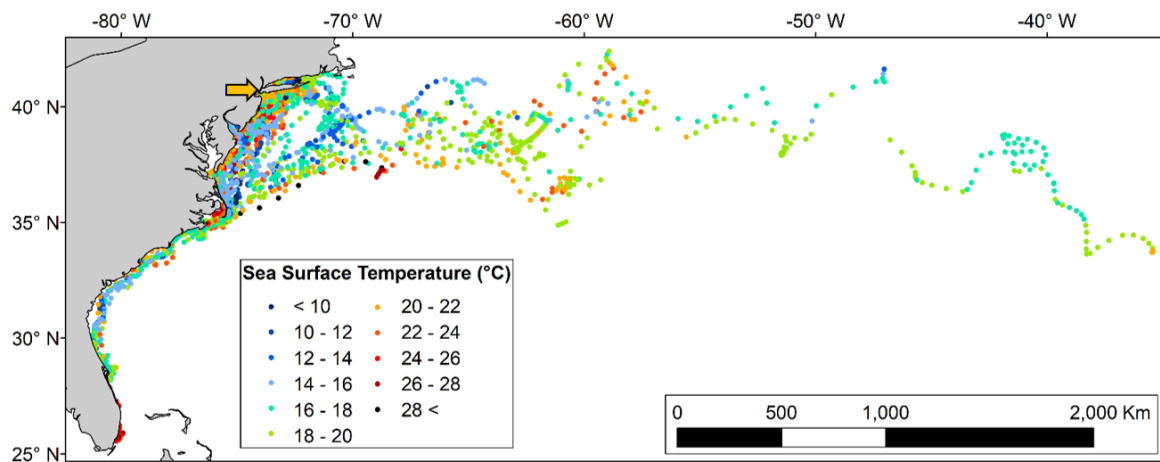 -80° W -70° W -60° W -50° W -40° W
40° N
35° N
30° N
25° N
Sea Surface Temperature (°C)
< 10 20 - 22
10 - 12 22 - 24
12 - 14 24 - 26
14 - 16 26 - 28
16 - 18 28 <
18 - 20
0 500 1,000 2,000 Km